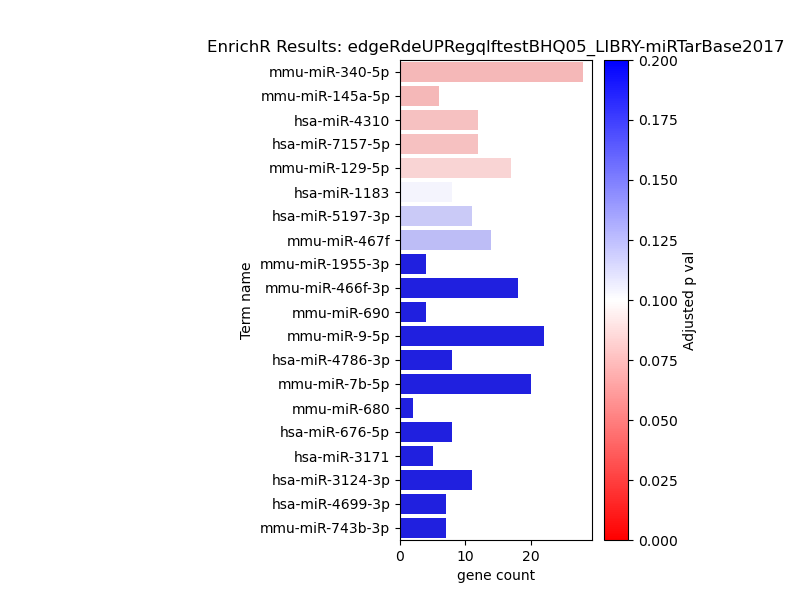 EnrichR Results: edgeRdeUPRegqlftestBHQ05_LIBRY-miRTarBase2017
mmu-miR-340-5p
mmu-miR-145a-5p
hsa-miR-4310
hsa-miR-7157-5p
mmu-miR-129-5p
hsa-miR-1183
hsa-miR-5197-3p
mmu-miR-467f
mmu-miR-1955-3p
mmu-miR-466f-3p
mmu-miR-690
mmu-miR-9-5p
hsa-miR-4786-3p
mmu-miR-7b-5p
mmu-miR-680
hsa-miR-676-5p
hsa-miR-3171
hsa-miR-3124-3p
hsa-miR-4699-3p
mmu-miR-743b-3p
Term name
0 10 20
gene count
0.200
0.175
0.150
0.125
0.100
0.075
0.050
0.025
0.000
Adjusted p val